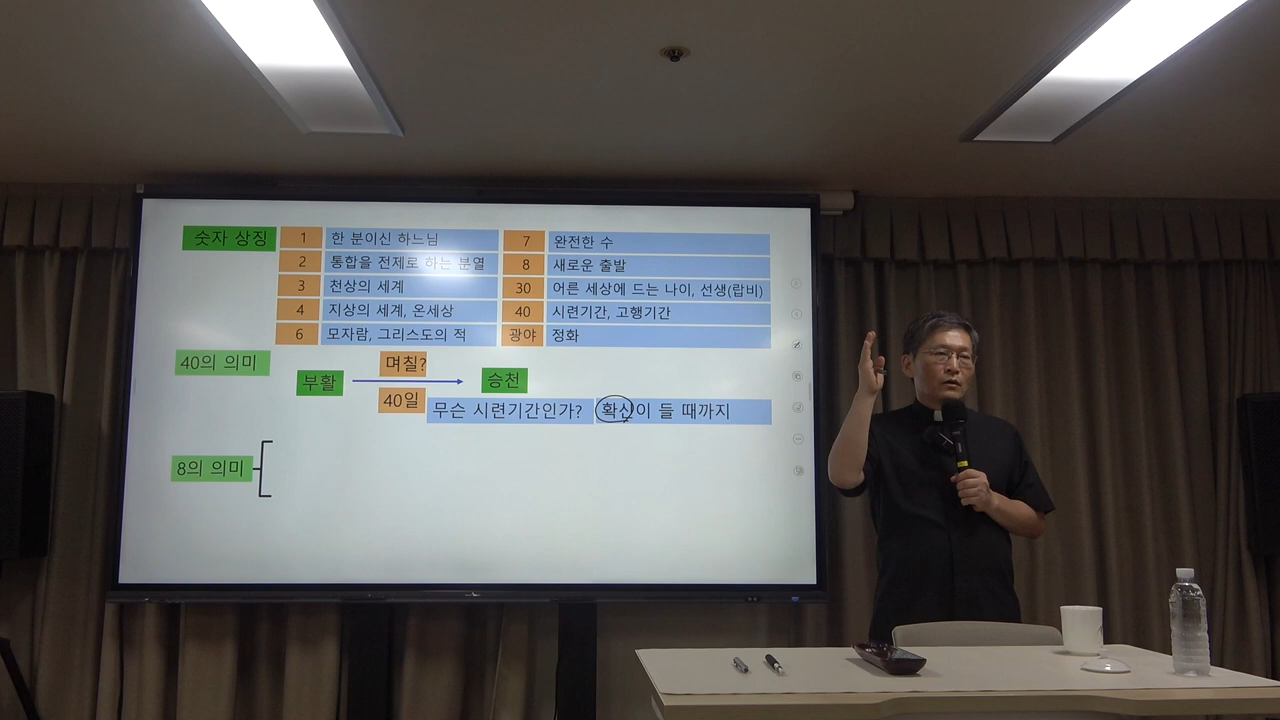 숫자 상징
1 한 분이신 하느님
2 통합을 전제로 하는 분열
3 천상의 세계
4 지상의 세계, 온세상
6 모자람, 그리스도의 적
7 완전한 수
8 새로운 출발
30 어른 세상에 드는 나이, 선생(랍비)
40 시련기간, 고행기간
광야 정화
40의 의미
며칠?
부활
승천
40일
무슨 시련기간인가? 확신이 들 때까지
8의 의미